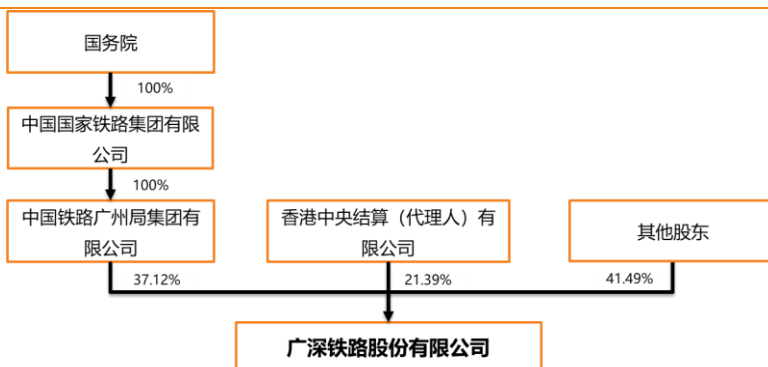 国务院
100%
中国国家铁路集团有限
公司
100%
中国铁路广州局集团有
限公司
香港中央结算（代理人）有
限公司
其他股东
37.12%
21.39%
41.49%
广深铁路股份有限公司